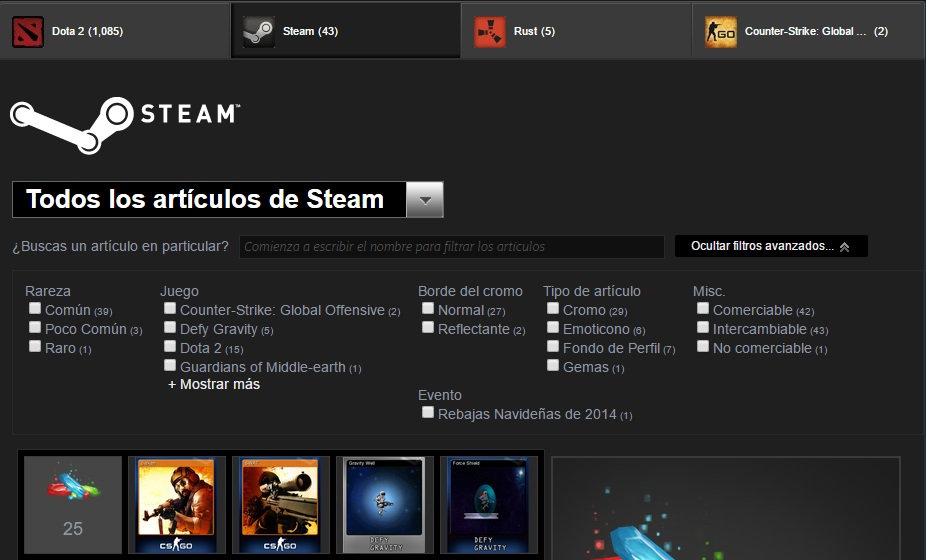 Dota 2 (1,085)
Steam (43)
Rust (5)
Counter-Strike: Global ... (2)
GO
STEAM™
Todos los artículos de Steam
¿Buscas un artículo en particular?
Comienza a escribir el nombre para filtrar los artículos
Ocultar filtros avanzados...
Rareza
Común (39)
Poco Común (3)
Raro (1)
Juego
Counter-Strike: Global Offensive (2)
Defy Gravity (5)
Dota 2 (15)
Guardians of Middle-earth (1)
+ Mostrar más
Borde del cromo
Normal (27)
Reflectante (2)
Tipo de artículo
Cromo (29)
Emoticono (6)
Fondo de Perfil (7)
Gemas (1)
Misc.
Comerciable (42)
Intercambiable (43)
No comerciable (1)
Evento
Rebajas Navideñas de 2014 (1)
25
CS GO
CS GO
Gravity Well
DEFY
GRAVITY
Force Shield
DEFY
GRAVITY